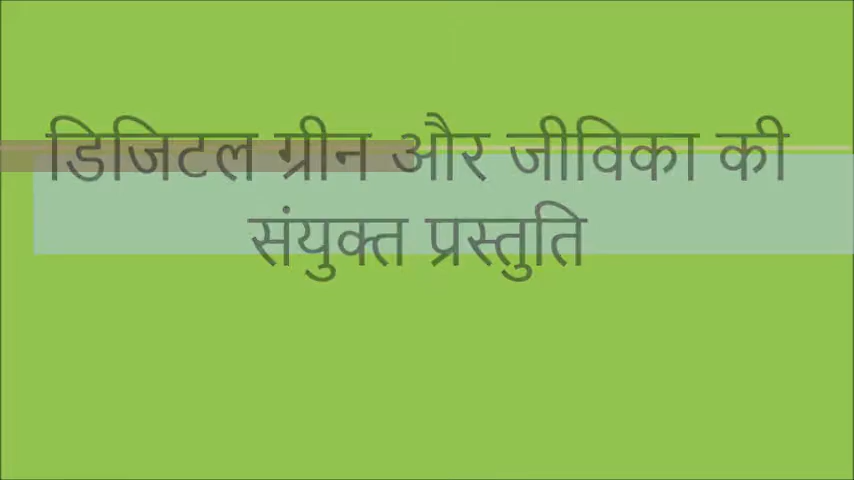 डिजिटल ग्रीन और जीविका की
संयुक्त प्रस्तुति